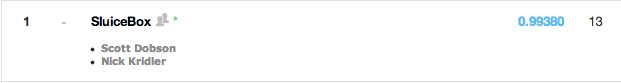 1 - SluiceBox * 0.99380 13
• Scott Dobson
• Nick Kridler